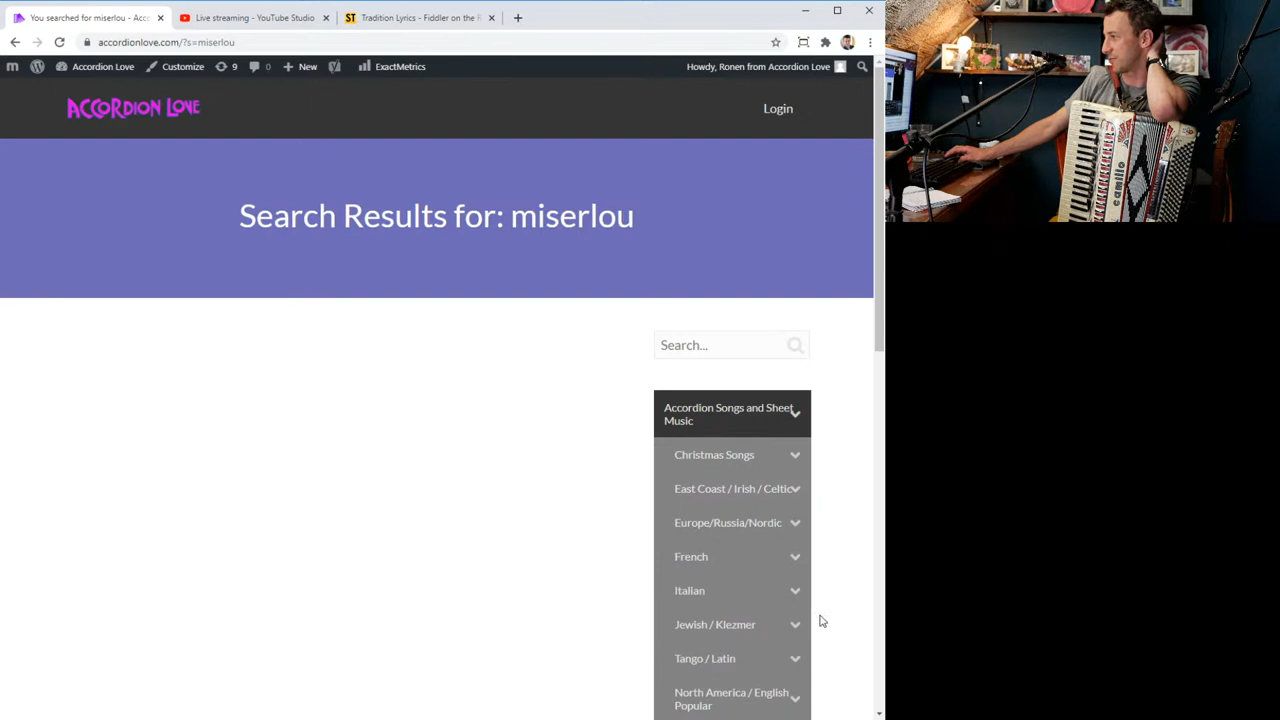 You searched for miserlou - Acc
Live streaming - YouTube Studio
ST Tradition Lyrics - Fiddler on the R
accordionlove.com/?s=miserlou
Accordion Love
Customize
9
0
New
ExactMetrics
Howdy, Ronen from Accordion Love
ACCORDION LOVE
Login
Search Results for: miserlou
Search...
Accordion Songs and Sheet
Music
Christmas Songs
East Coast / Irish / Celtic
Europe/Russia/Nordic
French
Italian
Jewish / Klezmer
Tango / Latin
North America / English
Popular
camillo